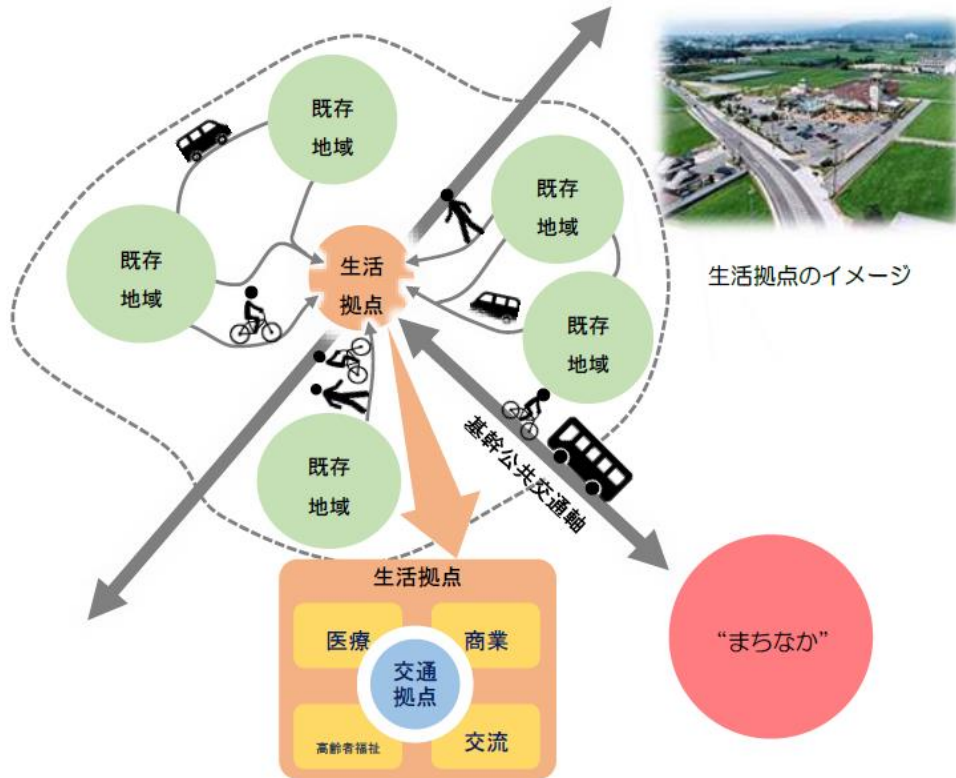 既存
地域
既存
地域
既存
地域
生活
拠点
既存
地域
既存
地域
生活拠点のイメージ
基幹公共交通軸
生活拠点
医療
商業
交通
拠点
高齢者福祉
交流
“まちなか”